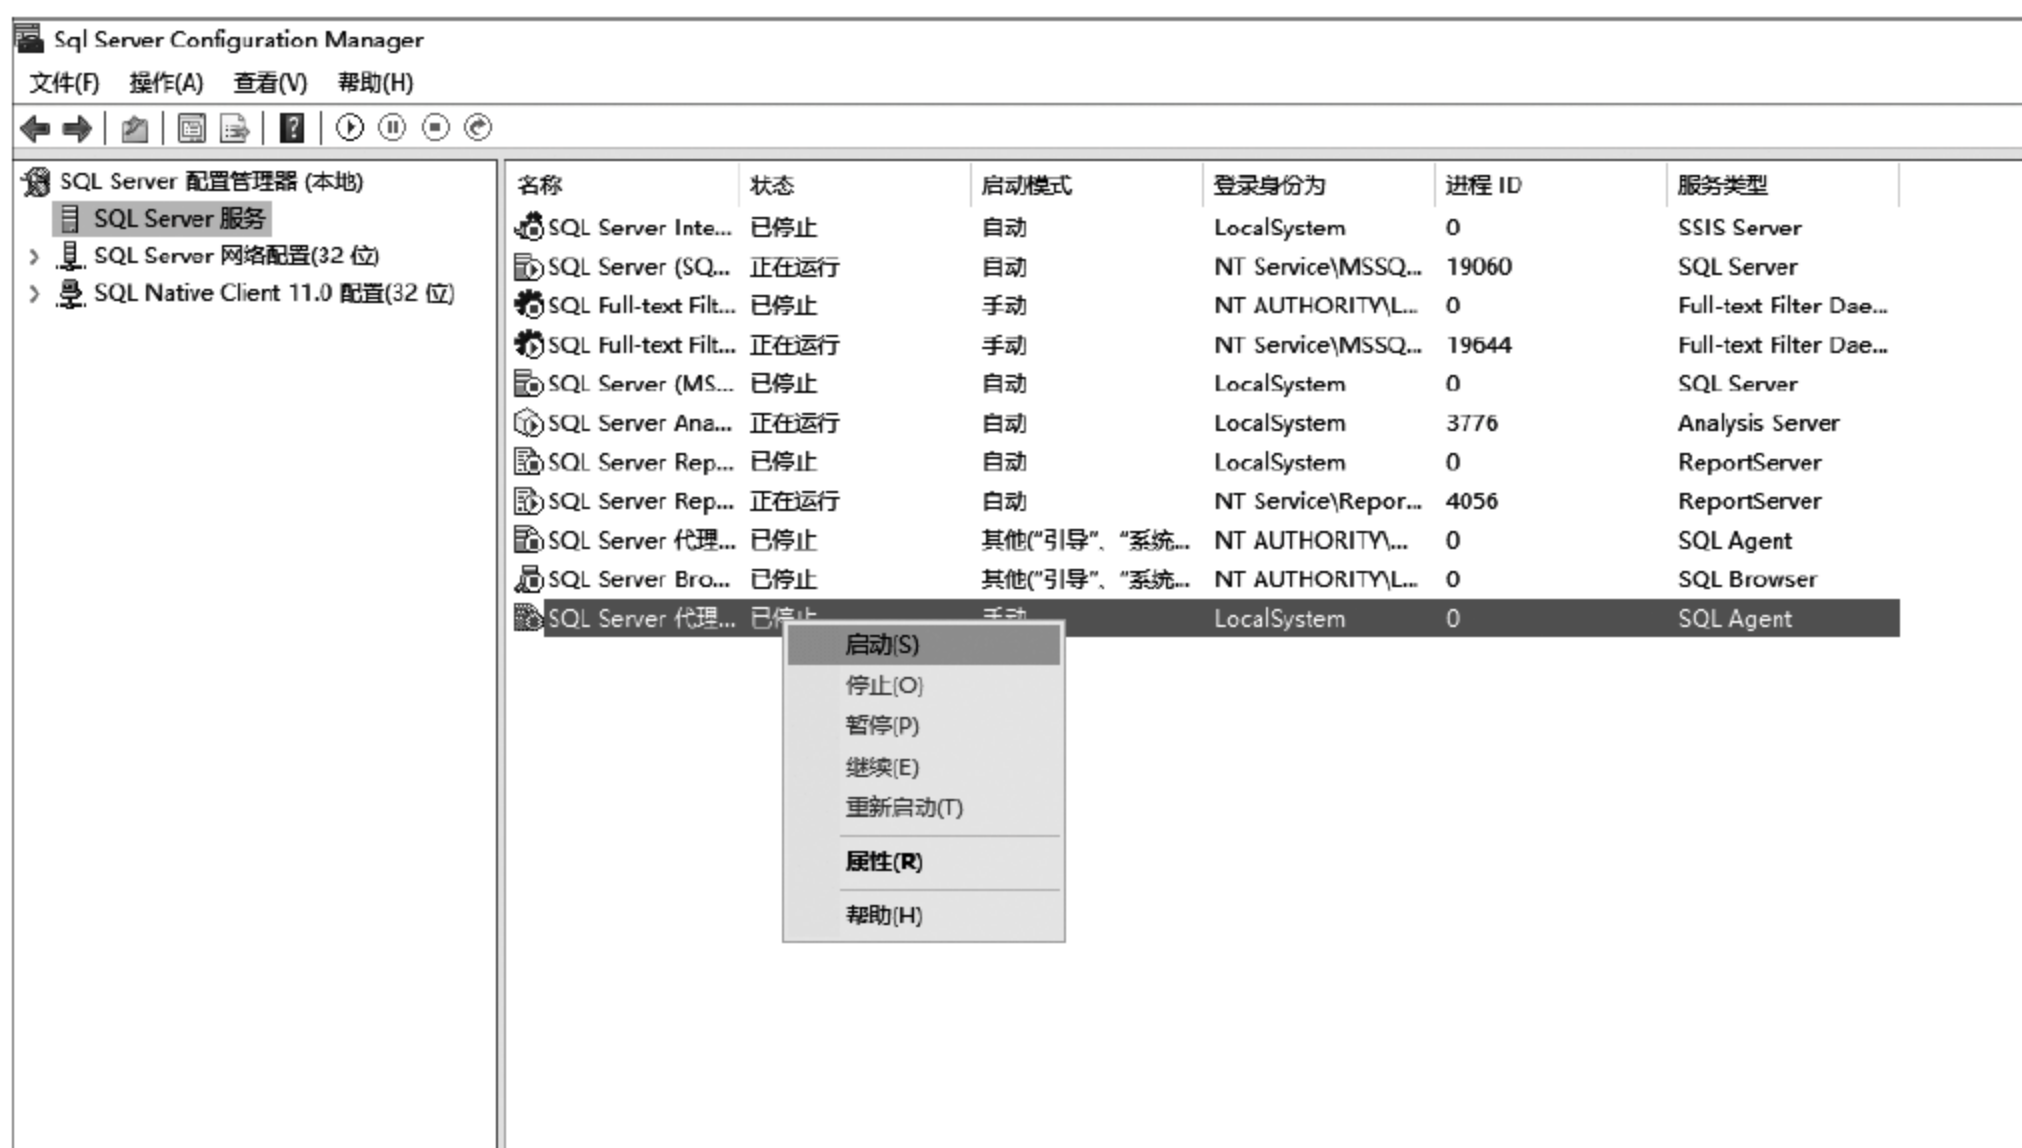 Sql Server Configuration Manager
文件(F) 操作(A) 查看(V) 帮助(H)
SQL Server 配置管理器 (本地)
SQL Server 服务
SQL Server 网络配置(32 位)
SQL Native Client 11.0 配置(32 位)
名称 状态 启动模式 登录身份为 进程 ID 服务类型
SQL Server Inte... 已停止 自动 LocalSystem 0 SSIS Server
SQL Server (SQ... 正在运行 自动 NT Service\MSSQ... 19060 SQL Server
SQL Full-text Filt... 已停止 手动 NT AUTHORITY\L... 0 Full-text Filter Dae...
SQL Full-text Filt... 正在运行 手动 NT Service\MSSQ... 19644 Full-text Filter Dae...
SQL Server (MS... 已停止 自动 LocalSystem 0 SQL Server
SQL Server Ana... 正在运行 自动 LocalSystem 3776 Analysis Server
SQL Server Rep... 已停止 自动 LocalSystem 0 ReportServer
SQL Server Rep... 正在运行 自动 NT Service\Repor... 4056 ReportServer
SQL Server 代理... 已停止 其他("引导"、"系统... NT AUTHORITY\... 0 SQL Agent
SQL Server Bro... 已停止 其他("引导"、"系统... NT AUTHORITY\L... 0 SQL Browser
SQL Server 代理... 已停止 手动 LocalSystem 0 SQL Agent
启动(S)
停止(O)
暂停(P)
继续(E)
重新启动(T)
属性(R)
帮助(H)